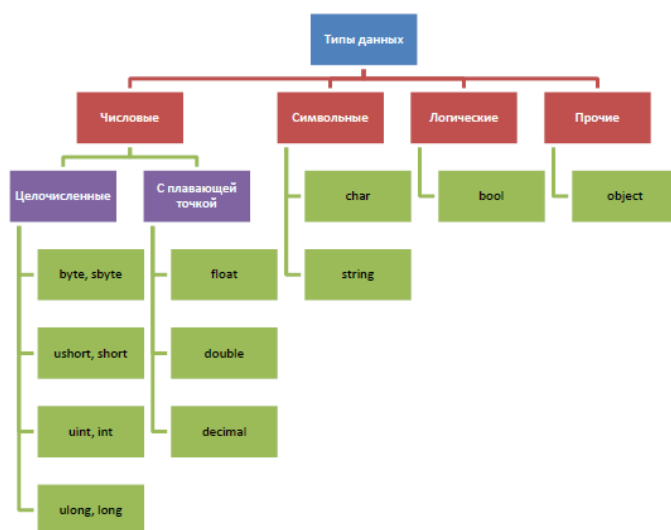 Типы данных
Числовые
Символьные
Логические
Прочие
Целочисленные
С плавающей
точкой
char
bool
object
byte, sbyte
float
string
ushort, short
double
uint, int
decimal
ulong, long